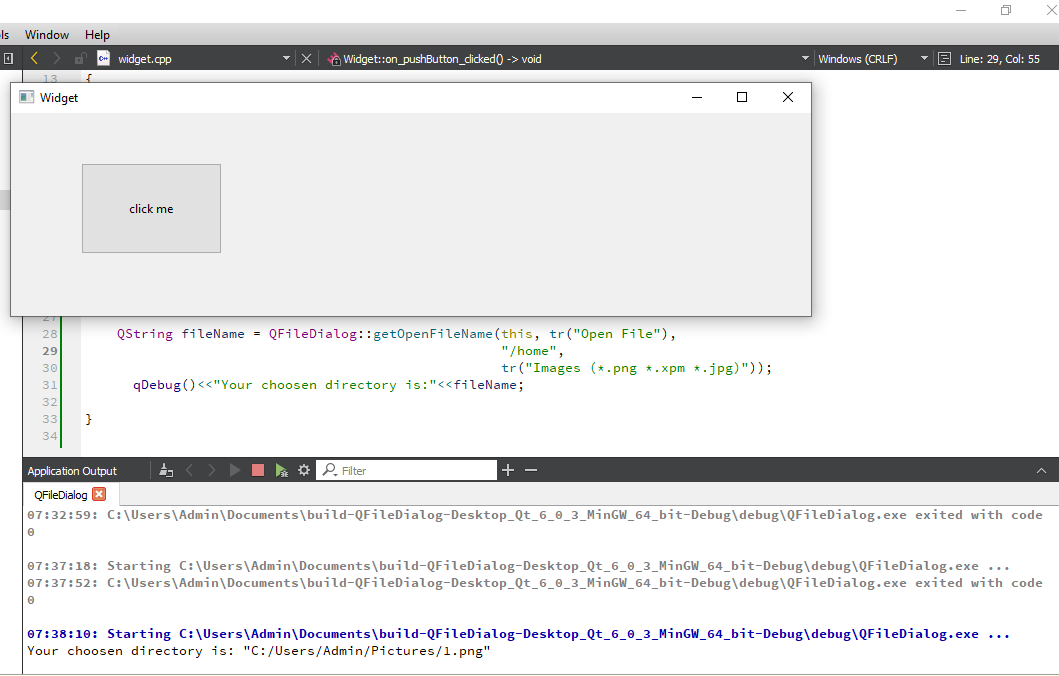 ls Window Help
widget.cpp Widget::on_pushButton_clicked() -> void Windows (CRLF) Line: 29, Col: 55
13 {
Widget
click me
27
28 QString fileName = QFileDialog::getOpenFileName(this, tr("Open File"),
29 "/home",
30 tr("Images (*.png *.xpm *.jpg)"));
31 qDebug()<<"Your choosen directory is:"<<fileName;
32
33 }
34
Application Output Filter
QFileDialog
07:32:59: C:\Users\Admin\Documents\build-QFileDialog-Desktop_Qt_6_0_3_MinGW_64_bit-Debug\debug\QFileDialog.exe exited with code
0
07:37:18: Starting C:\Users\Admin\Documents\build-QFileDialog-Desktop_Qt_6_0_3_MinGW_64_bit-Debug\debug\QFileDialog.exe ...
07:37:52: C:\Users\Admin\Documents\build-QFileDialog-Desktop_Qt_6_0_3_MinGW_64_bit-Debug\debug\QFileDialog.exe exited with code
0
07:38:10: Starting C:\Users\Admin\Documents\build-QFileDialog-Desktop_Qt_6_0_3_MinGW_64_bit-Debug\debug\QFileDialog.exe ...
Your choosen directory is: "C:/Users/Admin/Pictures/1.png"